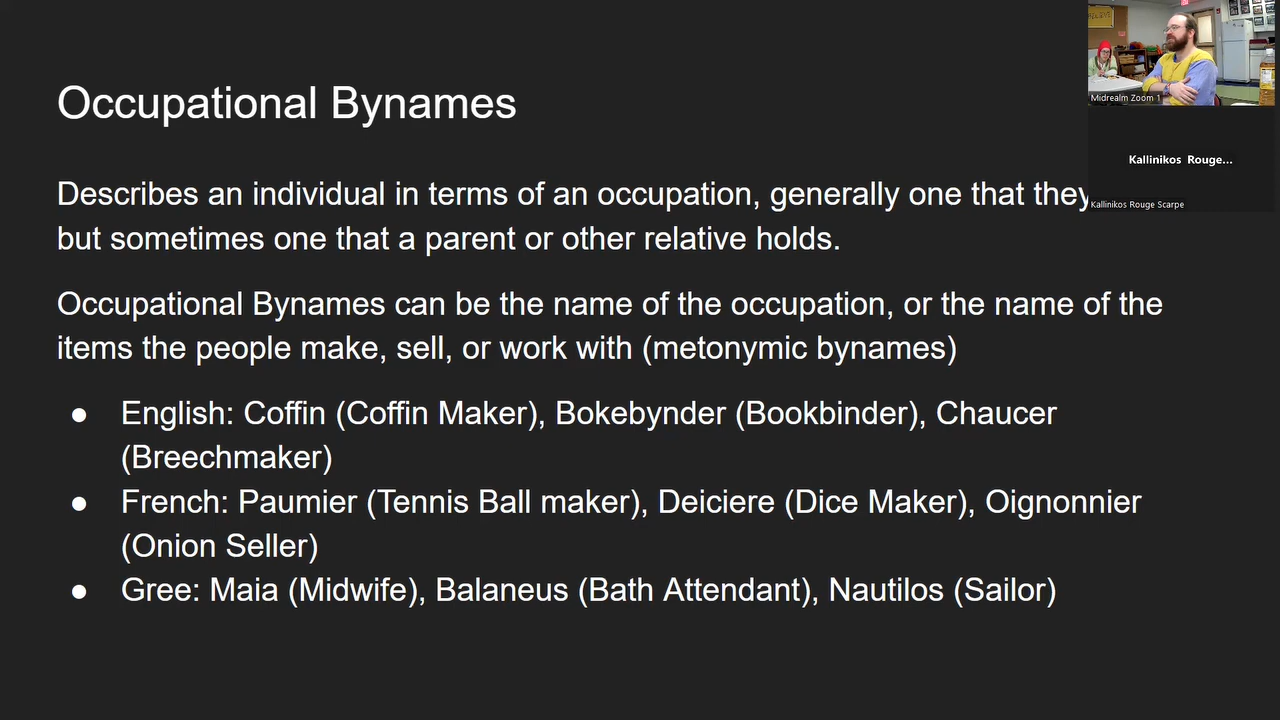 Occupational Bynames
Describes an individual in terms of an occupation, generally one that they
but sometimes one that a parent or other relative holds.
Occupational Bynames can be the name of the occupation, or the name of the
items the people make, sell, or work with (metonymic bynames)
● English: Coffin (Coffin Maker), Bokebynder (Bookbinder), Chaucer
(Breechmaker)
● French: Paumier (Tennis Ball maker), Deiciere (Dice Maker), Oignonnier
(Onion Seller)
● Gree: Maia (Midwife), Balaneus (Bath Attendant), Nautilos (Sailor)
Midrealm Zoom 1
Kallinikos Rouge...
Kallinikos Rouge Scarpe